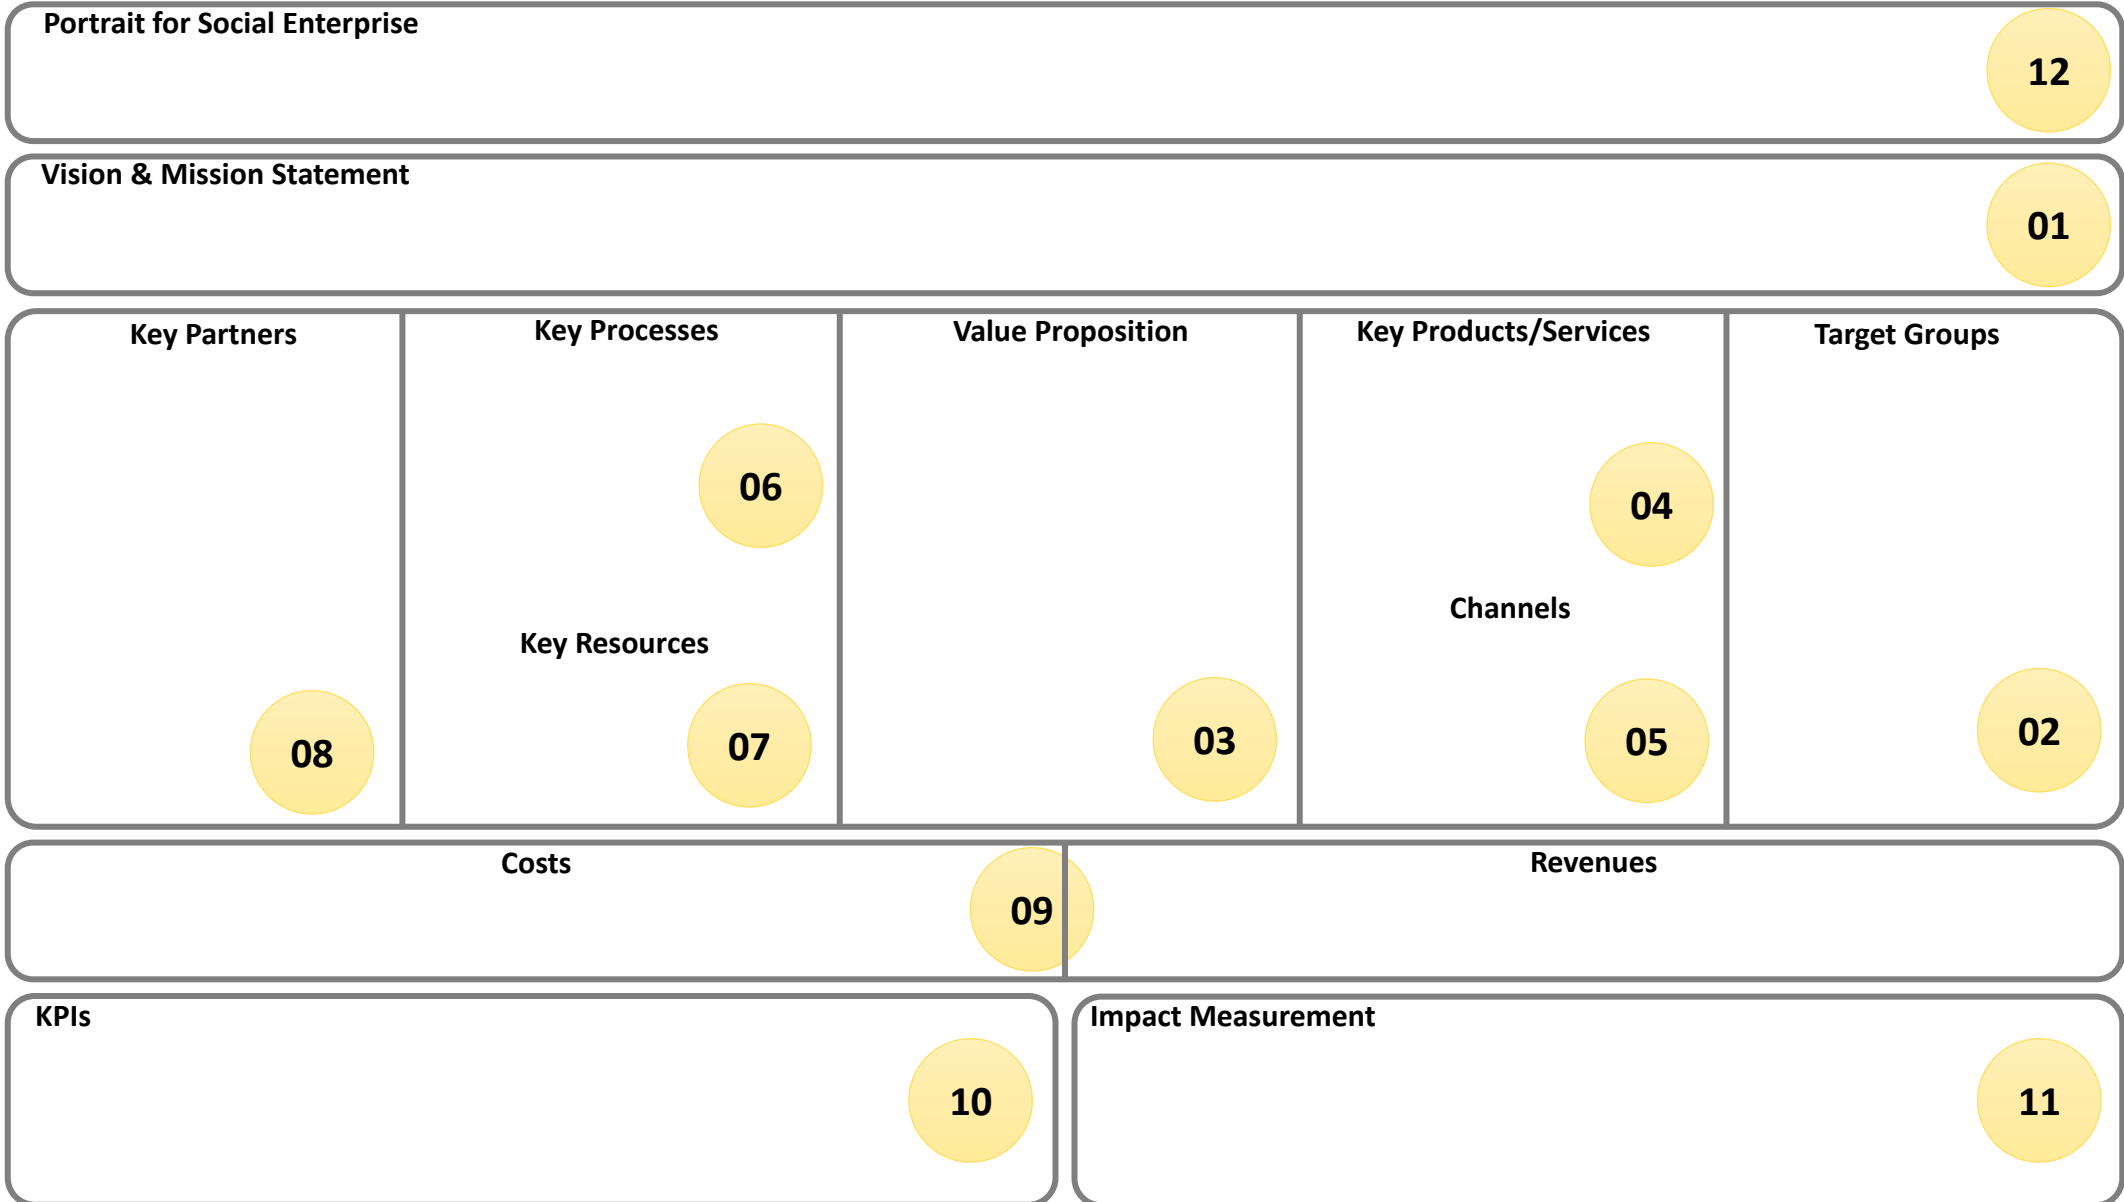 Portrait for Social Enterprise
12
Vision & Mission Statement
01
Key Partners
08
Key Processes
06
Key Resources
07
Value Proposition
03
Key Products/Services
04
Channels
05
Target Groups
02
Costs
09
Revenues
KPIs
10
Impact Measurement
11